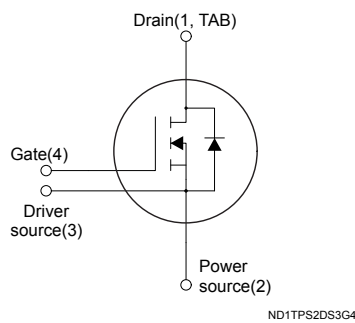 Drain(1, TAB)
Gate(4)
Driver
source(3)
Power
source(2)
ND1TPS2DS3G4